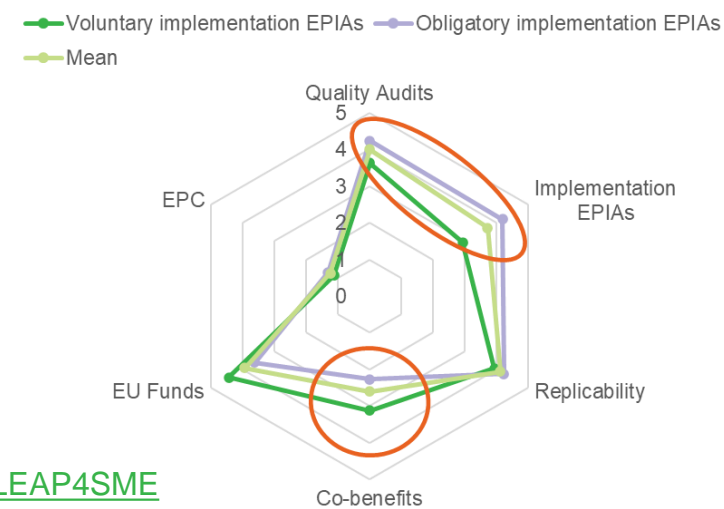 Voluntary implementation EPIAs
Obligatory implementation EPIAs
Mean
Quality Audits
5
4
3
2
1
0
Implementation
EPIAs
EPC
EU Funds
Replicability
Co-benefits
LEAP4SME